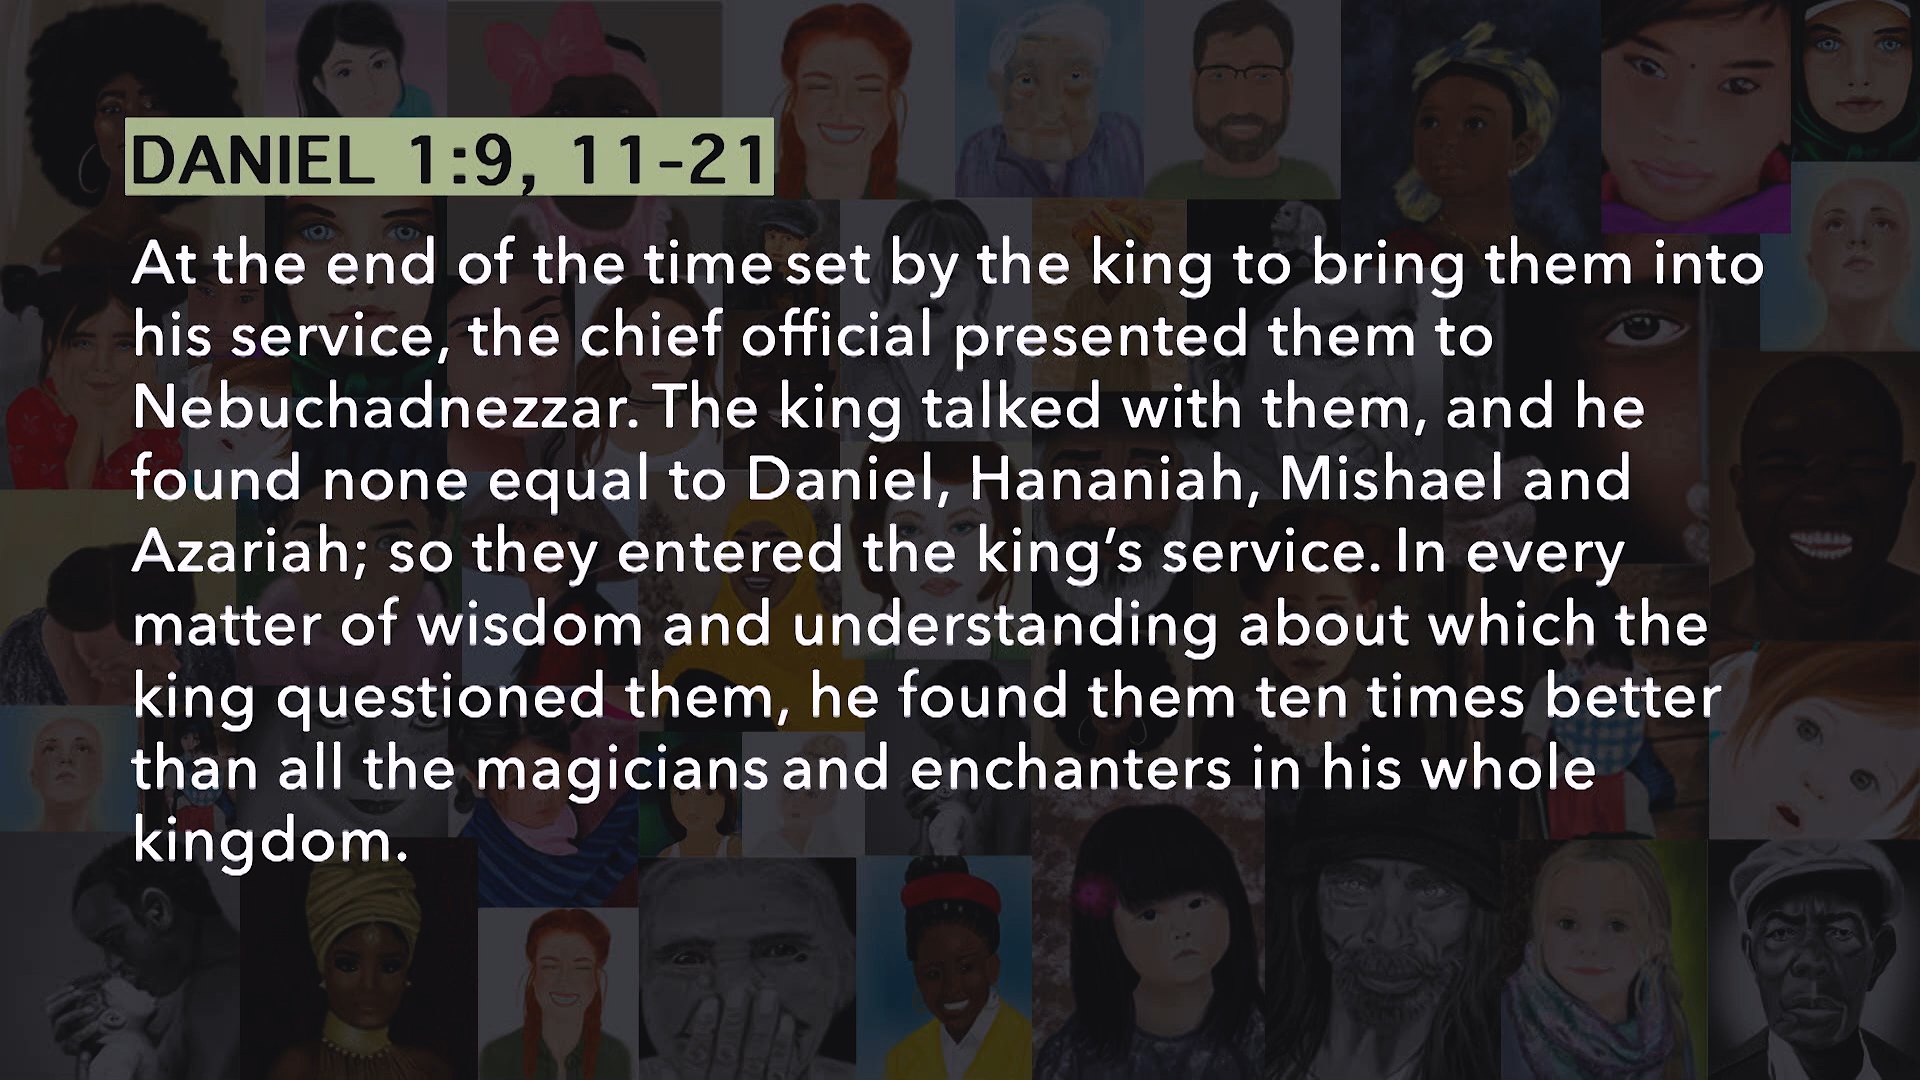 DANIEL 1:9, 11-21
At the end of the time set by the king to bring them into
his service, the chief official presented them to
Nebuchadnezzar. The king talked with them, and he
found none equal to Daniel, Hananiah, Mishael and
Azariah; so they entered the king’s service. In every
matter of wisdom and understanding about which the
king questioned them, he found them ten times better
than all the magicians and enchanters in his whole
kingdom.